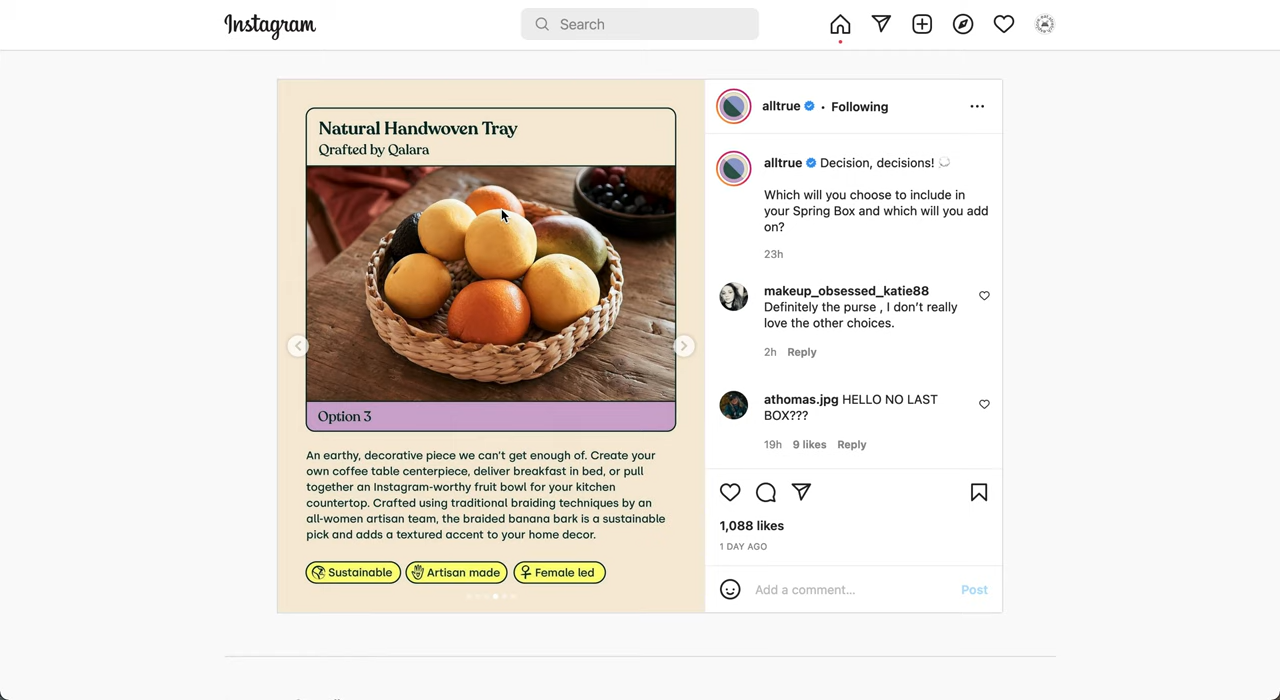 Instagram
Search
Natural Handwoven Tray
Qrafted by Qalara
Option 3
An earthy, decorative piece we can't get enough of. Create your
own coffee table centerpiece, deliver breakfast in bed, or pull
together an Instagram-worthy fruit bowl for your kitchen
countertop. Crafted using traditional braiding techniques by an
all-women artisan team, the braided banana bark is a sustainable
pick and adds a textured accent to your home decor.
Sustainable
Artisan made
Female led
alltrue • Following
alltrue Decision, decisions!
Which will you choose to include in
your Spring Box and which will you add
on?
23h
makeup_obsessed_katie88
Definitely the purse , I don't really
love the other choices.
2h Reply
athomas.jpg HELLO NO LAST
BOX???
19h 9 likes Reply
1,088 likes
1 DAY AGO
Add a comment...
Post